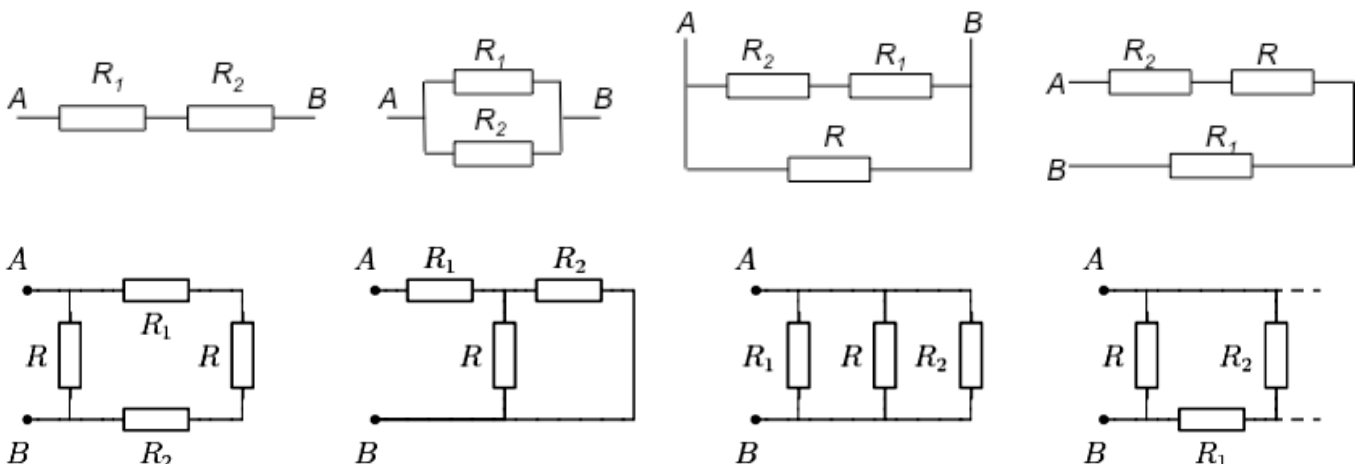 A R₁ R₂ B
A R₁ R₂ B
A R₂ R₁ B
R
A R₂ R
B R₁
A
R R₁ R
B R₂
A R₁ R₂
R
B
A
R₁ R R₂
B
A
R R₂
B R₁